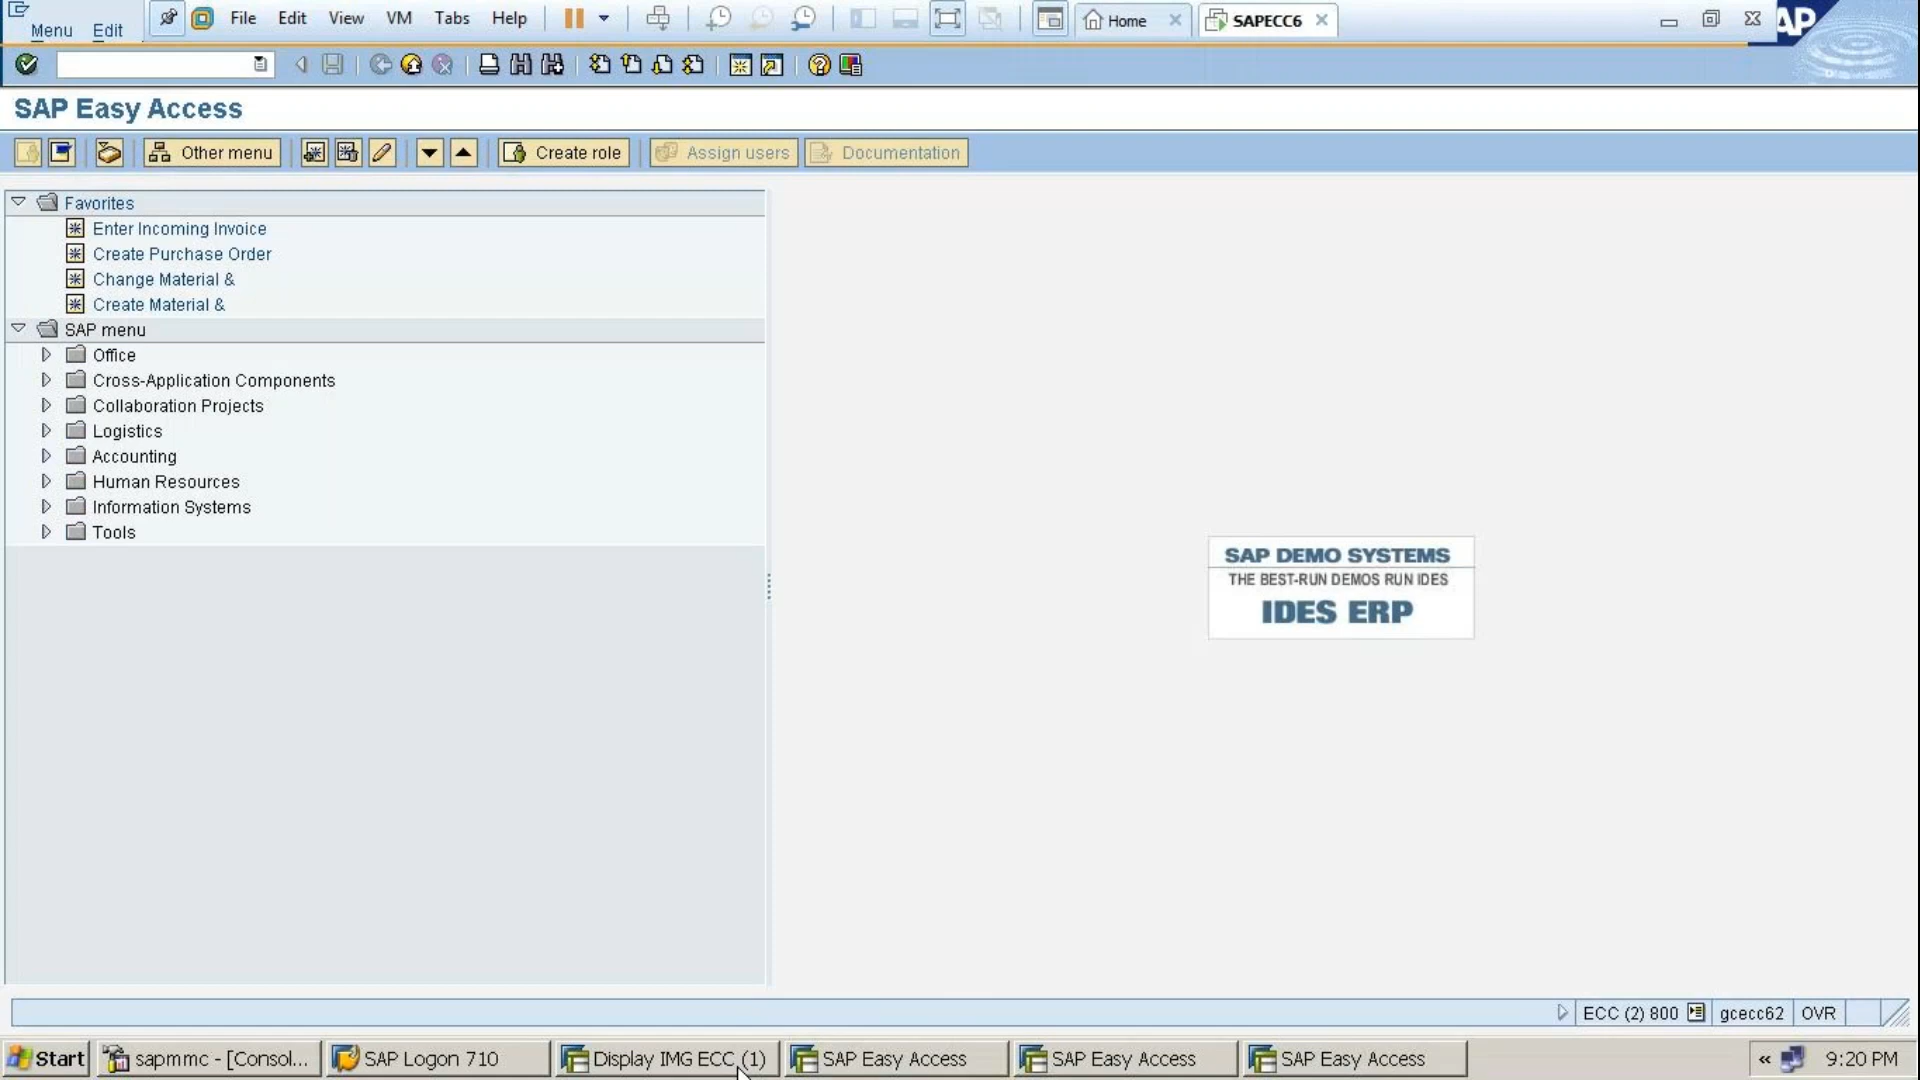 Menu Edit
File Edit View VM Tabs Help
Home
SAPECC6
AP
SAP Easy Access
Other menu
Create role
Assign users
Documentation
Favorites
Enter Incoming Invoice
Create Purchase Order
Change Material &
Create Material &
SAP menu
Office
Cross-Application Components
Collaboration Projects
Logistics
Accounting
Human Resources
Information Systems
Tools
SAP DEMO SYSTEMS
THE BEST-RUN DEMOS RUN IDES
IDES ERP
ECC (2) 800 gcecc62 OVR
Start sapmmc - [Consol... SAP Logon 710 Display IMG ECC (1) SAP Easy Access SAP Easy Access SAP Easy Access « 9:20 PM